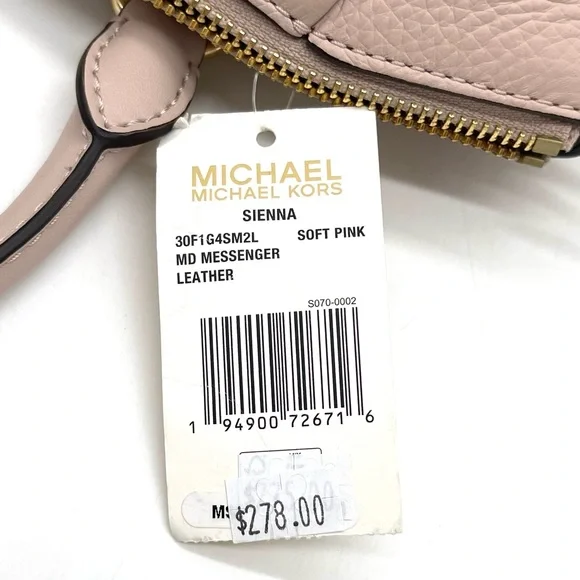 MICHAEL
MICHAEL KORS
SIENNA
30F1G4SM2L SOFT PINK
MD MESSENGER
LEATHER
S070-0002
1 94900 72671 6
$278.00